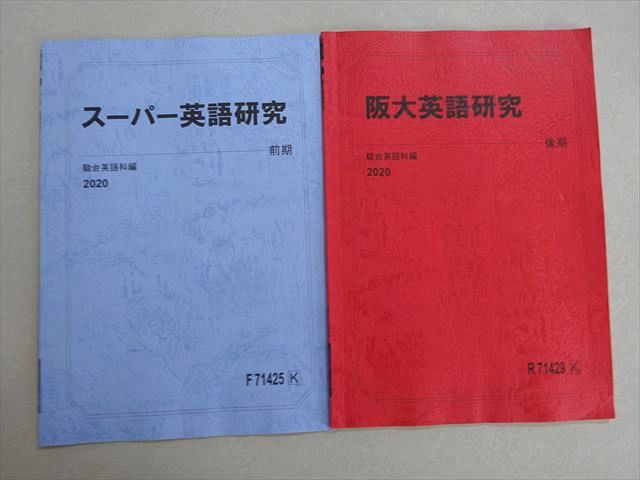 スーパー英語研究
前期
駿台英語科編
2020
F71425 K
阪大英語研究
後期
駿台英語科編
2020
R71429 K